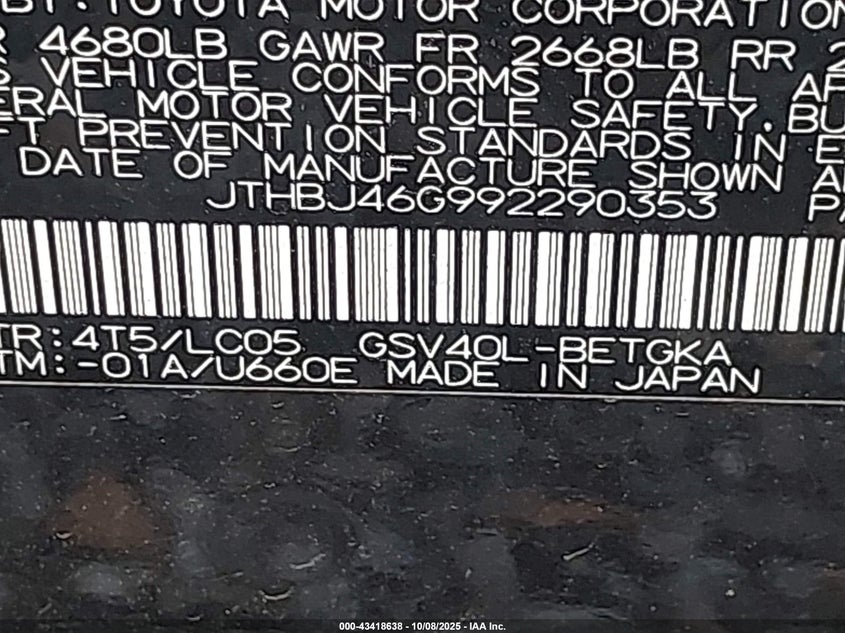 BY:TOYOTA MOTOR CORPORATION
4680LB GAWR FR 2668LB RR 2
VEHICLE CONFORMS TO ALL AP
ERAL MOTOR VEHICLE SAFETY,BU
FT PREVENTION STANDARDS IN E
DATE OF MANUFACTURE SHOWN A
JTHBJ46G992290353 P
TR:4T5/LC05 GSV40L-BETGKA
TM:-01A/U660E MADE IN JAPAN
000-43418638 - 10/08/2025 - IAA Inc.